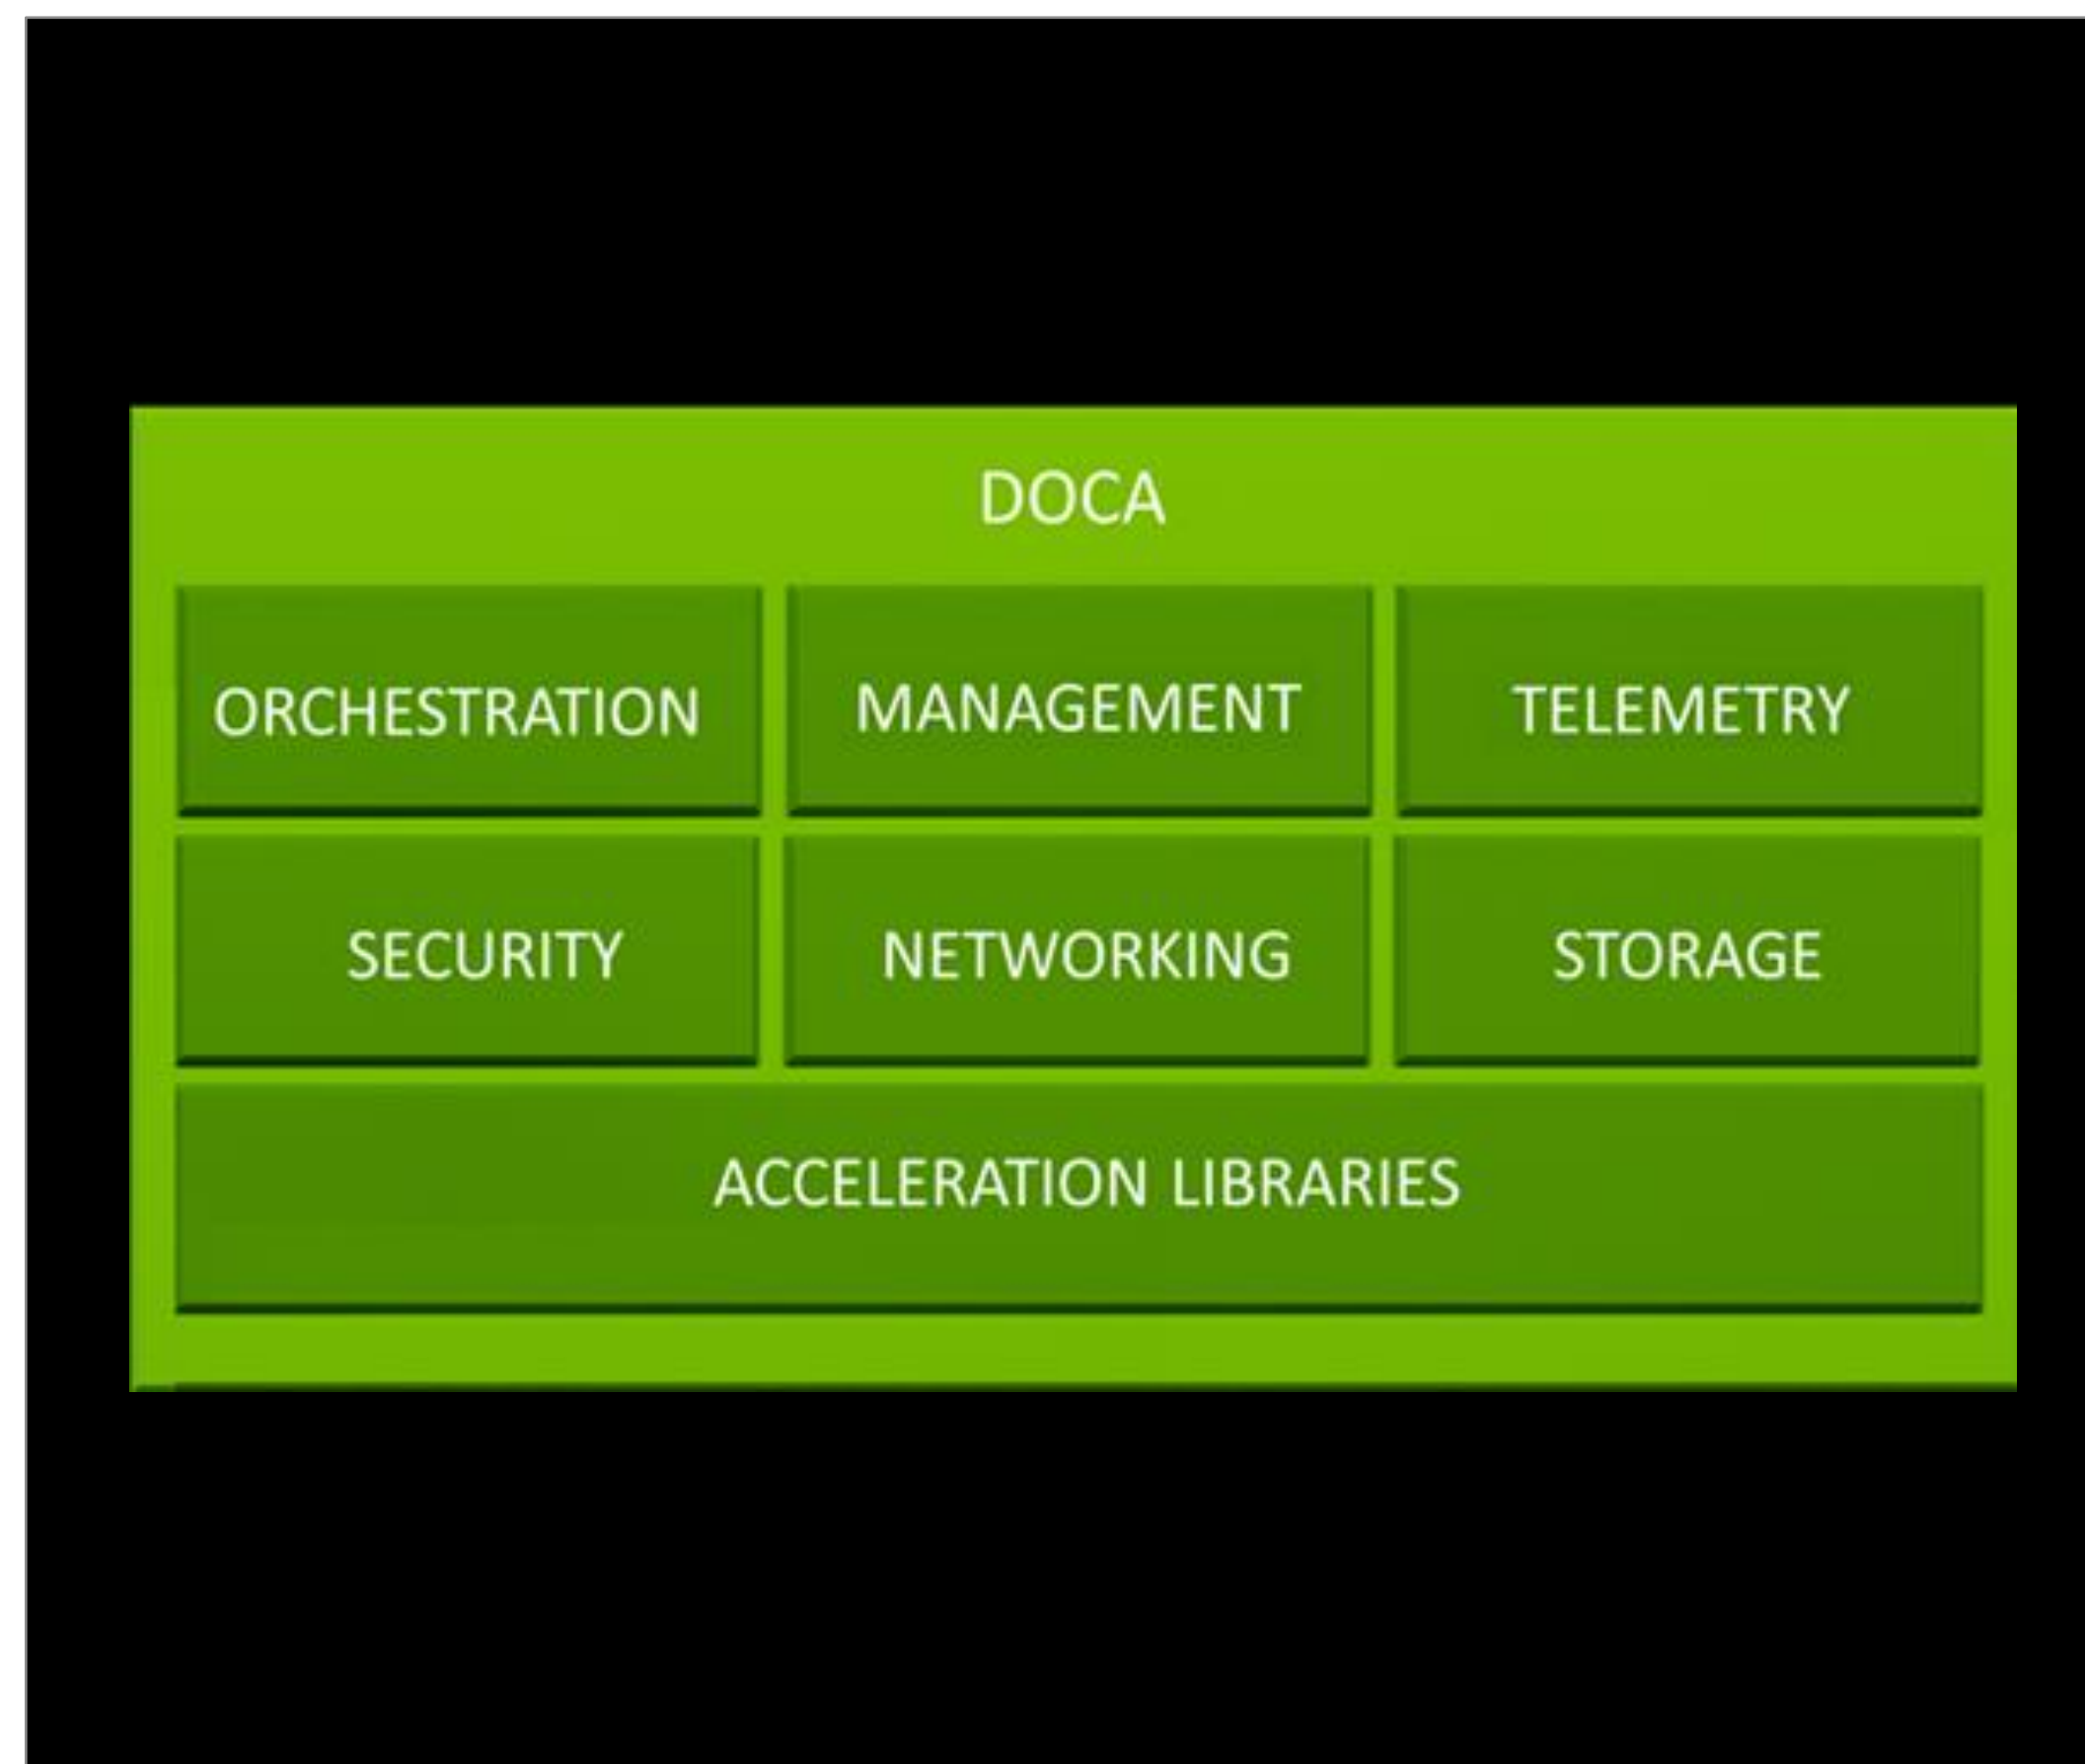 DOCA
ORCHESTRATION
MANAGEMENT
TELEMETRY
SECURITY
NETWORKING
STORAGE
ACCELERATION LIBRARIES